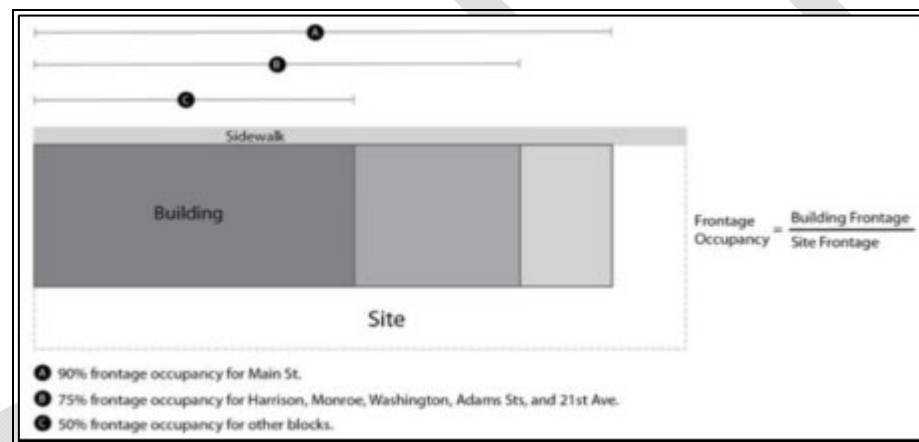 A
B
C
Sidewalk
Building
Site
Frontage Occupancy = Building Frontage / Site Frontage
A 90% frontage occupancy for Main St.
B 75% frontage occupancy for Harrison, Monroe, Washington, Adams Sts, and 21st Ave.
C 50% frontage occupancy for other blocks.